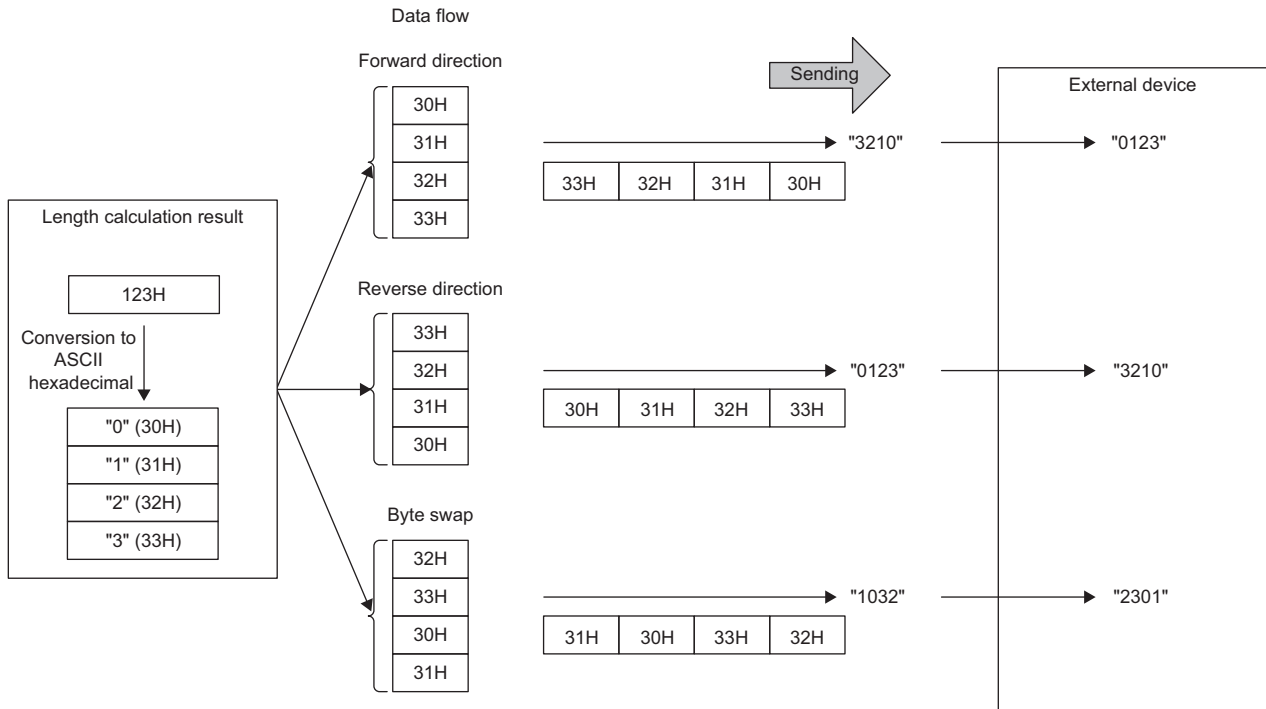 Data flow
Forward direction
30H
31H
32H
33H
Sending
"3210"
33H 32H 31H 30H
External device
"0123"
Length calculation result
123H
Conversion to
ASCII
hexadecimal
"0" (30H)
"1" (31H)
"2" (32H)
"3" (33H)
Reverse direction
33H
32H
31H
30H
"0123"
30H 31H 32H 33H
"3210"
Byte swap
32H
33H
30H
31H
"1032"
31H 30H 33H 32H
"2301"